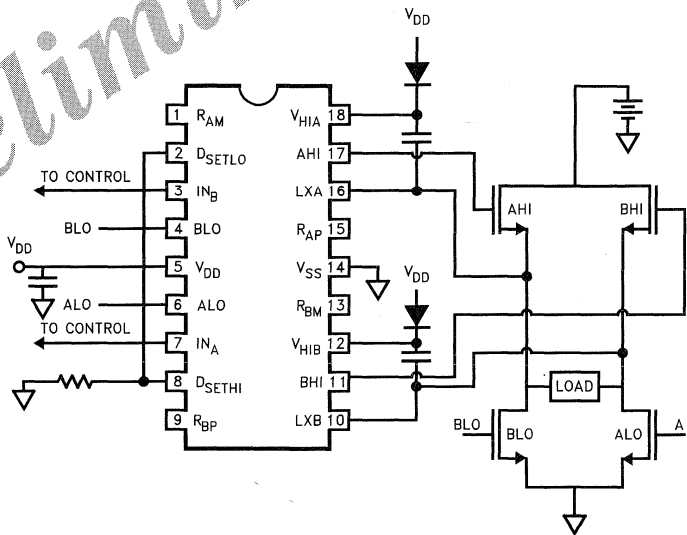 elimi
V_DD
1 R_AM
V_HIA 18
2 D_SETLO
AHI 17
TO CONTROL
3 IN_B
LXA 16
AHI
BHI
BLO
4 BLO
R_AP 15
V_DD
5 V_DD
V_SS 14
V_DD
ALO
6 ALO
R_BM 13
TO CONTROL
7 IN_A
V_HIB 12
8 D_SETHI
BHI 11
LOAD
9 R_BP
LXB 10
BLO
BLO
ALO
A